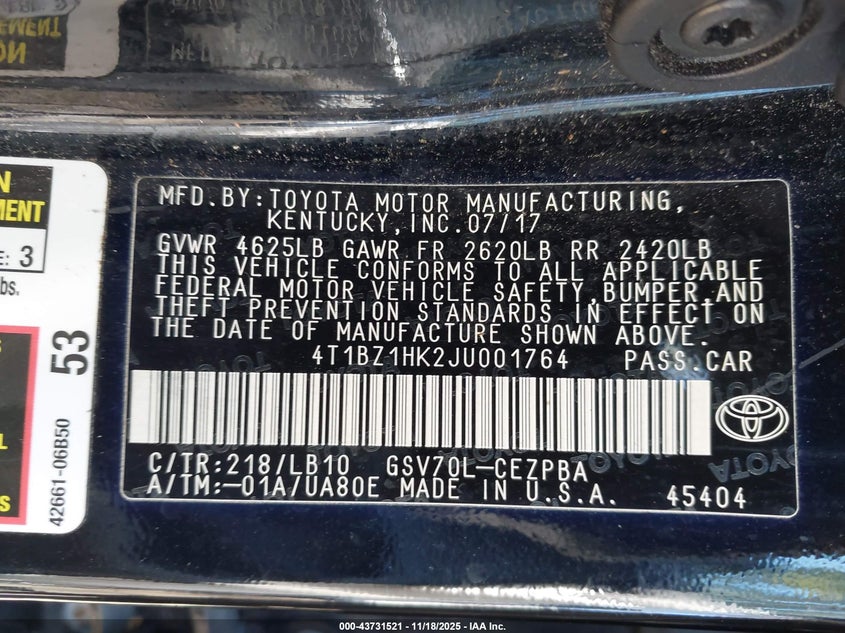 MFD.BY:TOYOTA MOTOR MANUFACTURING,
KENTUCKY,INC.07/17
GVWR 4625LB GAWR FR 2620LB RR 2420LB
THIS VEHICLE CONFORMS TO ALL APPLICABLE
FEDERAL MOTOR VEHICLE SAFETY,BUMPER,AND
THEFT PREVENTION STANDARDS IN EFFECT ON
THE DATE OF MANUFACTURE SHOWN ABOVE.
4T1BZ1HK2JU001764 PASS.CAR
C/TR:218/LB10 GSV70L-CEZPBA
A/TM:-01A/UA80E MADE IN U.S.A. 45404
TOYOTA
3
lbs.
53
42661-06B50
000-43731521 | 11/18/2025 - IAA Inc.